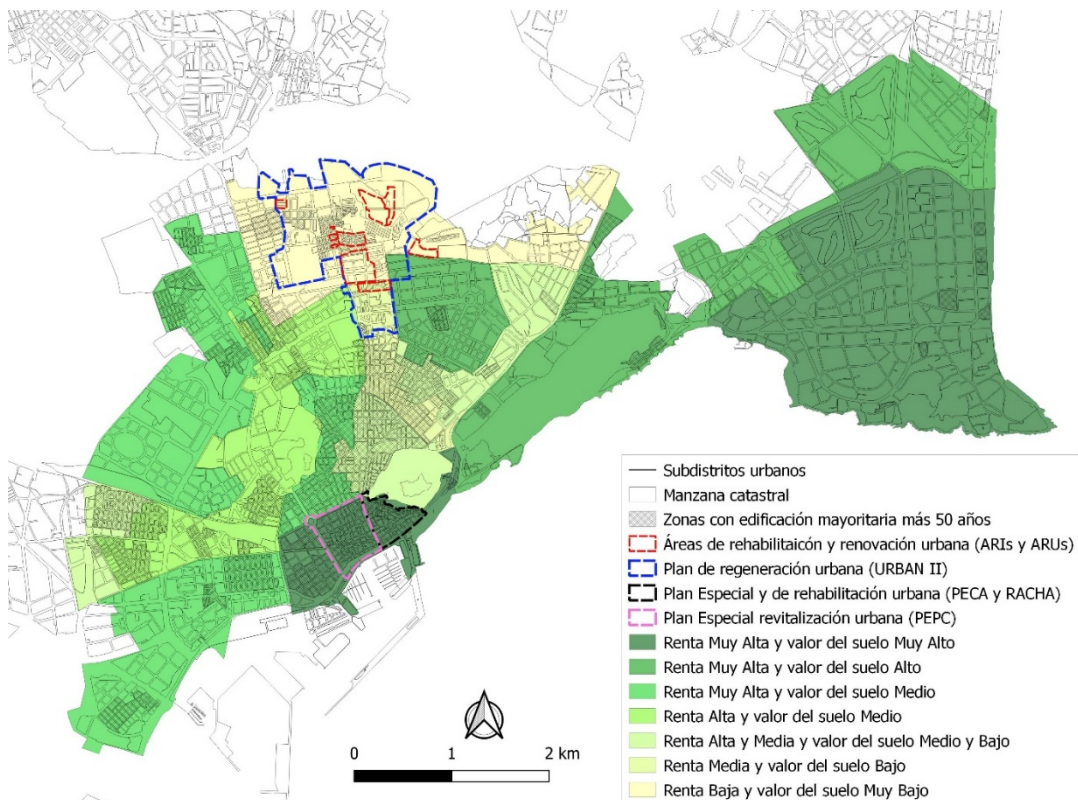 Subdistritos urbanos
Manzana catastral
Zonas con edificación mayoritaria más 50 años
Áreas de rehabilitaicón y renovación urbana (ARIs y ARUs)
Plan de regeneración urbana (URBAN II)
Plan Especial y de rehabilitación urbana (PECA y RACHA)
Plan Especial revitalización urbana (PEPC)
Renta Muy Alta y valor del suelo Muy Alto
Renta Muy Alta y valor del suelo Alto
Renta Muy Alta y valor del suelo Medio
Renta Alta y valor del suelo Medio
Renta Alta y Media y valor del suelo Medio y Bajo
Renta Media y valor del suelo Bajo
Renta Baja y valor del suelo Muy Bajo
0 1 2 km